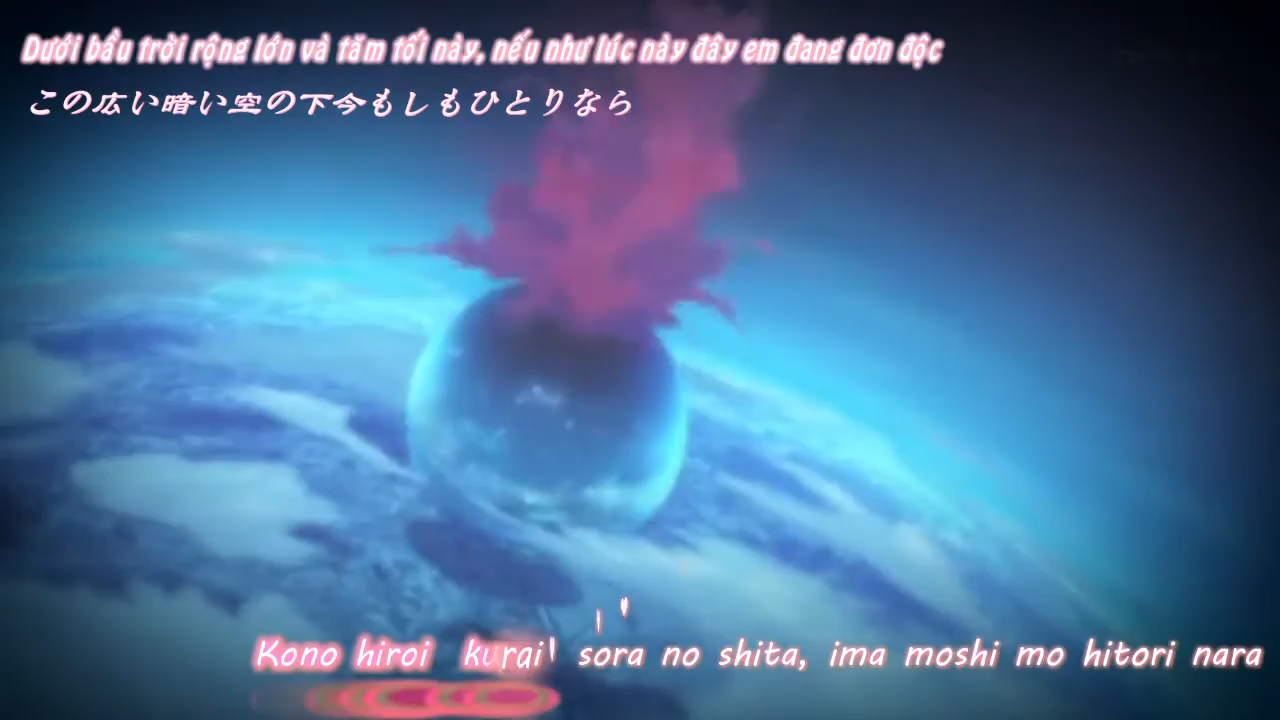 Dưới bầu trời rộng lớn và tăm tối này, nếu như lúc này đây em đang đơn độc
この広い暗い空の下今もしもひとりなら
Kono hiroi kurai sora no shita, ima moshi mo hitori nara